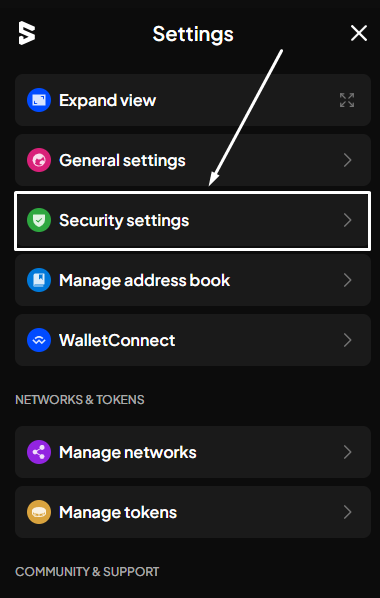 Settings
Expand view
General settings
Security settings
Manage address book
WalletConnect
NETWORKS & TOKENS
Manage networks
Manage tokens
COMMUNITY & SUPPORT